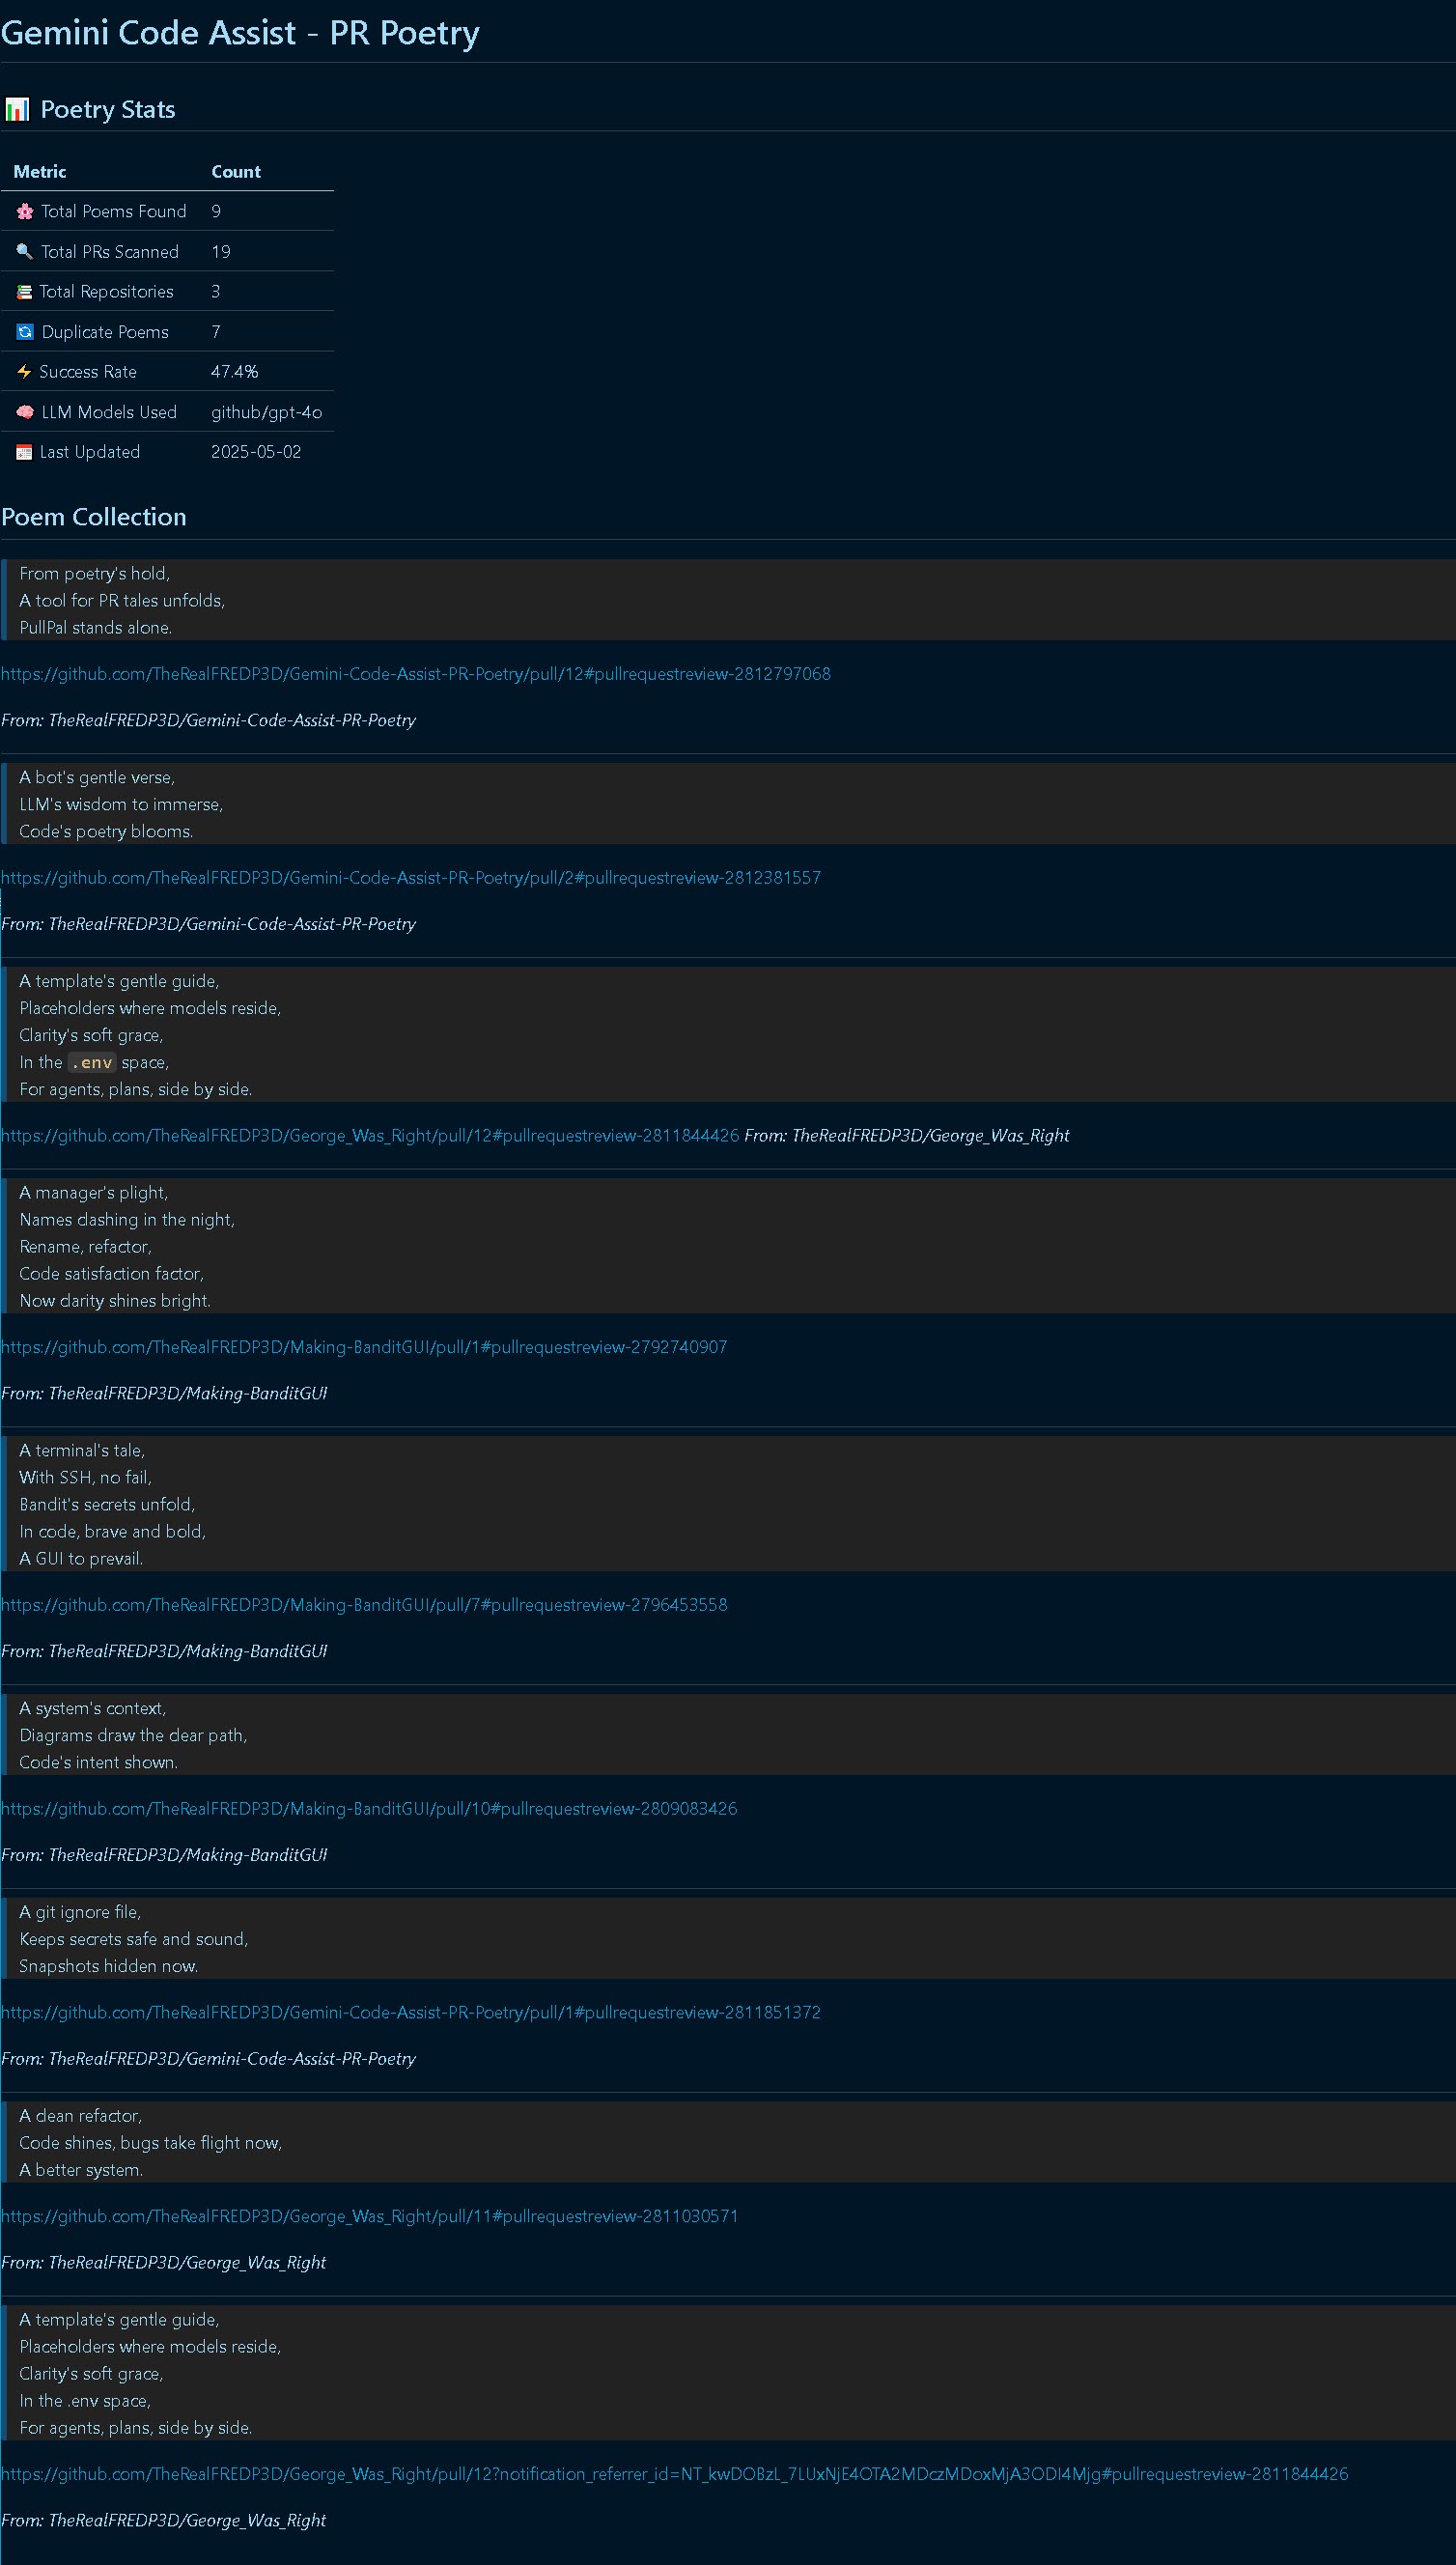 Gemini Code Assist - PR Poetry
📊 Poetry Stats
Metric Count
🌸 Total Poems Found 9
🔍 Total PRs Scanned 19
📚 Total Repositories 3
🔄 Duplicate Poems 7
⚡ Success Rate 47.4%
🧠 LLM Models Used github/gpt-4o
📅 Last Updated 2025-05-02
Poem Collection
From poetry's hold,
A tool for PR tales unfolds,
PullPal stands alone.
https://github.com/TheRealFREDP3D/Gemini-Code-Assist-PR-Poetry/pull/12#pullrequestreview-2812797068
From: TheRealFREDP3D/Gemini-Code-Assist-PR-Poetry
A bot's gentle verse,
LLM's wisdom to immerse,
Code's poetry blooms.
https://github.com/TheRealFREDP3D/Gemini-Code-Assist-PR-Poetry/pull/2#pullrequestreview-2812381557
From: TheRealFREDP3D/Gemini-Code-Assist-PR-Poetry
A template's gentle guide,
Placeholders where models reside,
Clarity's soft grace,
In the .env space,
For agents, plans, side by side.
https://github.com/TheRealFREDP3D/George_Was_Right/pull/12#pullrequestreview-2811844426 From: TheRealFREDP3D/George_Was_Right
A manager's plight,
Names clashing in the night,
Rename, refactor,
Code satisfaction factor,
Now clarity shines bright.
https://github.com/TheRealFREDP3D/Making-BanditGUI/pull/1#pullrequestreview-2792740907
From: TheRealFREDP3D/Making-BanditGUI
A terminal's tale,
With SSH, no fail,
Bandit's secrets unfold,
In code, brave and bold,
A GUI to prevail.
https://github.com/TheRealFREDP3D/Making-BanditGUI/pull/7#pullrequestreview-2796453558
From: TheRealFREDP3D/Making-BanditGUI
A system's context,
Diagrams draw the clear path,
Code's intent shown.
https://github.com/TheRealFREDP3D/Making-BanditGUI/pull/10#pullrequestreview-2809083426
From: TheRealFREDP3D/Making-BanditGUI
A git ignore file,
Keeps secrets safe and sound,
Snapshots hidden now.
https://github.com/TheRealFREDP3D/Gemini-Code-Assist-PR-Poetry/pull/1#pullrequestreview-2811851372
From: TheRealFREDP3D/Gemini-Code-Assist-PR-Poetry
A clean refactor,
Code shines, bugs take flight now,
A better system.
https://github.com/TheRealFREDP3D/George_Was_Right/pull/11#pullrequestreview-2811030571
From: TheRealFREDP3D/George_Was_Right
A template's gentle guide,
Placeholders where models reside,
Clarity's soft grace,
In the .env space,
For agents, plans, side by side.
https://github.com/TheRealFREDP3D/George_Was_Right/pull/12?notification_referrer_id=NT_kwDOBzL_7LUxNjE4OTA2MDczMDoxMjA3ODI4Mjg#pullrequestreview-2811844426
From: TheRealFREDP3D/George_Was_Right